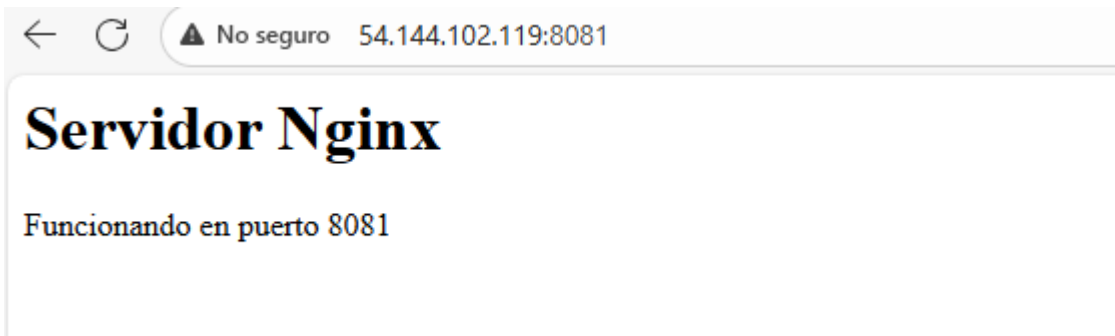 No seguro 54.144.102.119:8081
Servidor Nginx
Funcionando en puerto 8081